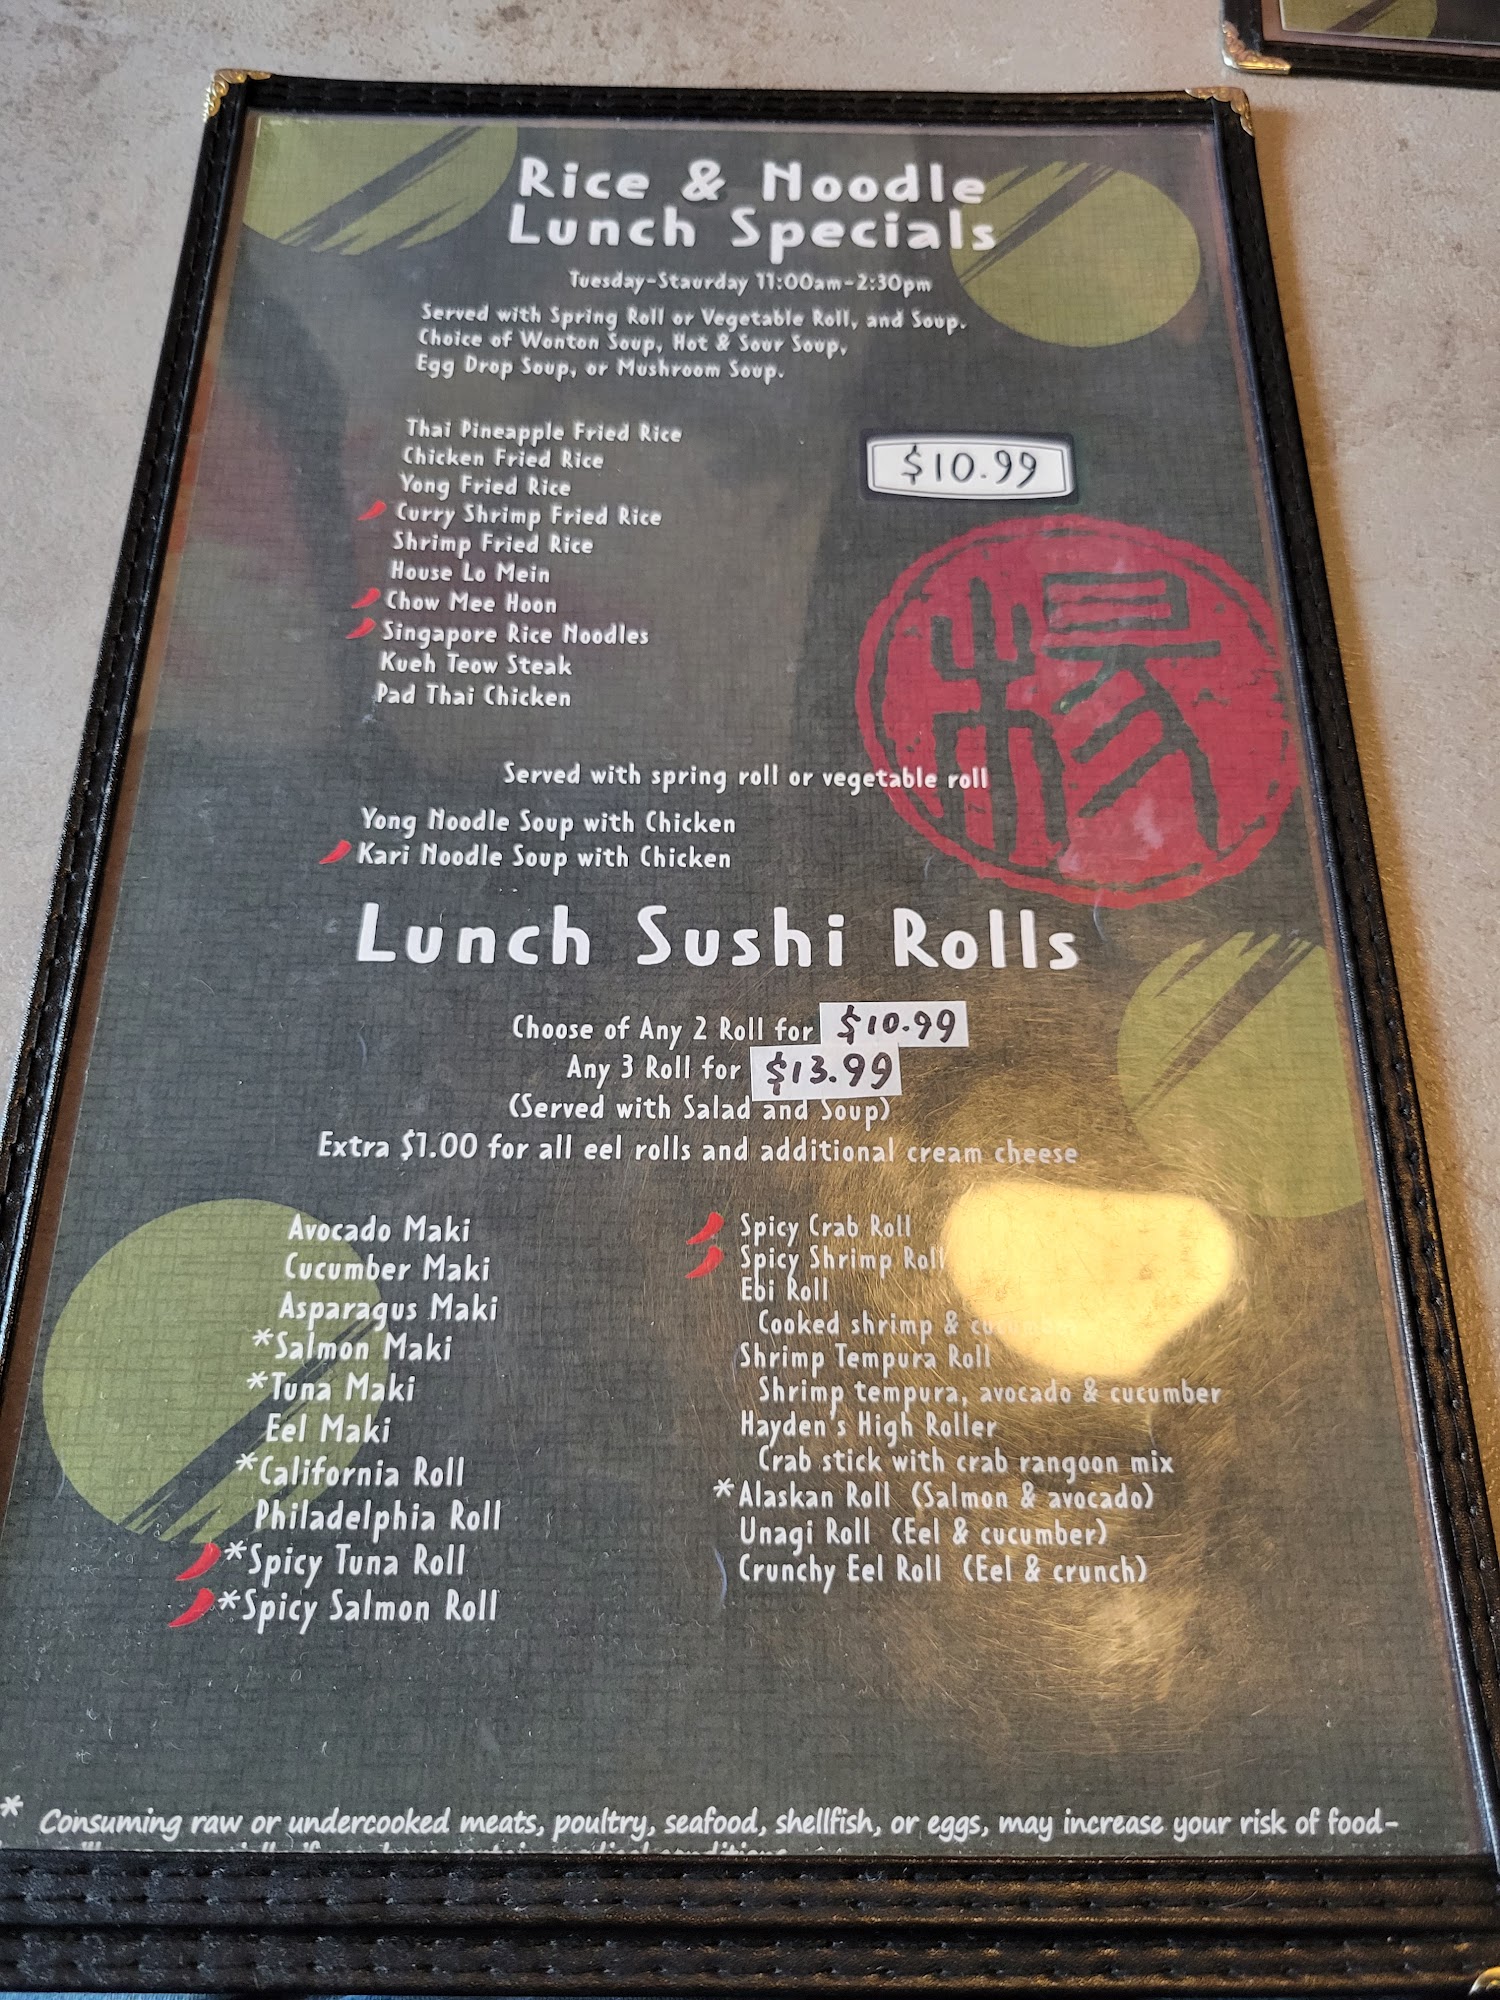 Rice & Noodle
Lunch Specials
Tuesday-Staurday 11:00am-2:30pm
Served with Spring Roll or Vegetable Roll, and Soup.
Choice of Wonton Soup, Hot & Sour Soup,
Egg Drop Soup, or Mushroom Soup.
$10.99
Thai Pineapple Fried Rice
Chicken Fried Rice
Yong Fried Rice
Curry Shrimp Fried Rice
Shrimp Fried Rice
House Lo Mein
Chow Mee Hoon
Singapore Rice Noodles
Kueh Teow Steak
Pad Thai Chicken
楊
Served with spring roll or vegetable roll
Yong Noodle Soup with Chicken
Kari Noodle Soup with Chicken
Lunch Sushi Rolls
Choose of Any 2 Roll for $10.99
Any 3 Roll for $13.99
(Served with Salad and Soup)
Extra $1.00 for all eel rolls and additional cream cheese
Avocado Maki
Cucumber Maki
Asparagus Maki
*Salmon Maki
*Tuna Maki
Eel Maki
*California Roll
Philadelphia Roll
*Spicy Tuna Roll
*Spicy Salmon Roll
Spicy Crab Roll
Spicy Shrimp Roll
Ebi Roll
Cooked shrimp & cucumber
Shrimp Tempura Roll
Shrimp tempura, avocado & cucumber
Hayden's High Roller
Crab stick with crab rangoon mix
*Alaskan Roll (Salmon & avocado)
Unagi Roll (Eel & cucumber)
Crunchy Eel Roll (Eel & crunch)
* Consuming raw or undercooked meats, poultry, seafood, shellfish, or eggs, may increase your risk of food-